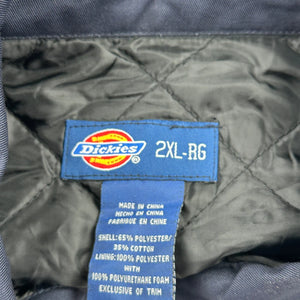 Dickies®
2XL-RG
MADE IN CHINA
HECHO EN CHINA
FABRIQUE EN CHINE
SHELL: 65% POLYESTER/
35% COTTON
LINING: 100% POLYESTER
WITH
100% POLYURETHANE FOAM
EXCLUSIVE OF TRIM